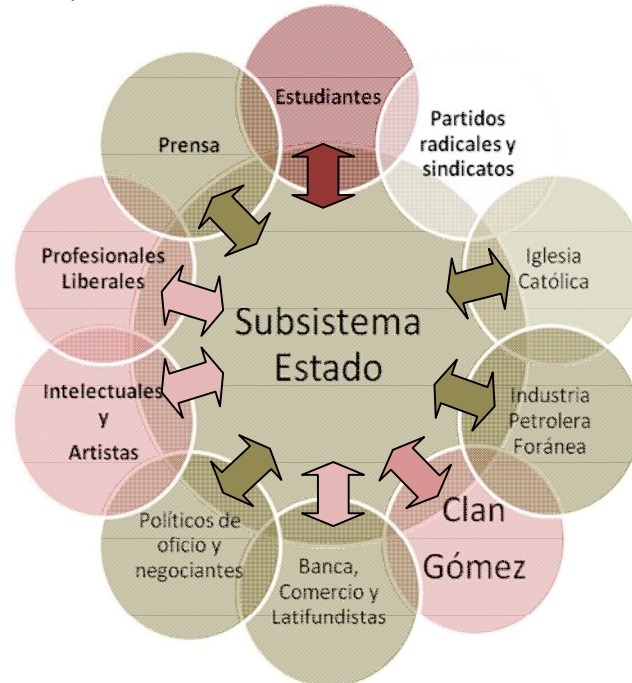 Estudiantes
Partidos
radicales y
sindicatos
Prensa
Iglesia
Católica
Profesionales
Liberales
Subsistema
Estado
Intelectuales
y
Artistas
Industria
Petrolera
Foránea
Clan
Gómez
Políticos de
oficio y
negociantes
Banca,
Comercio y
Latifundistas